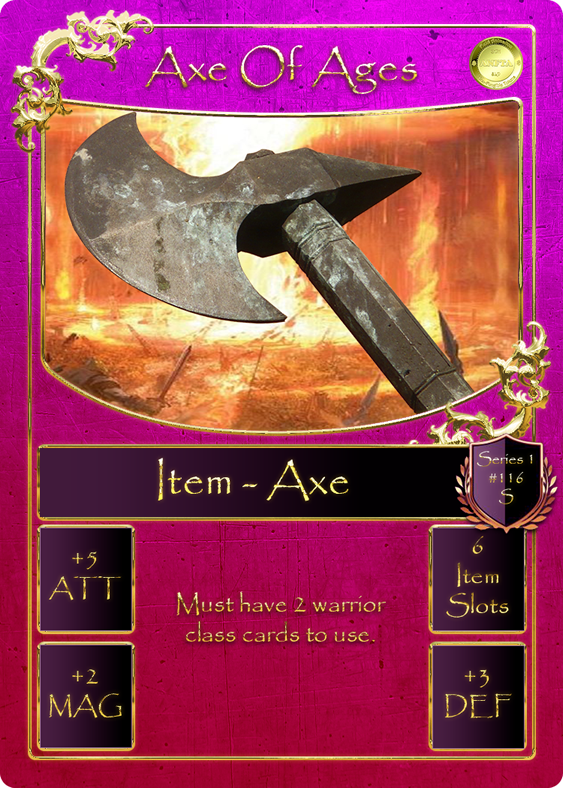 Axe Of Ages
Item - Axe
Series 1
#116
S
+5
ATT
6
Item
Slots
Must have 2 warrior
class cards to use.
+2
MAG
+3
DEF